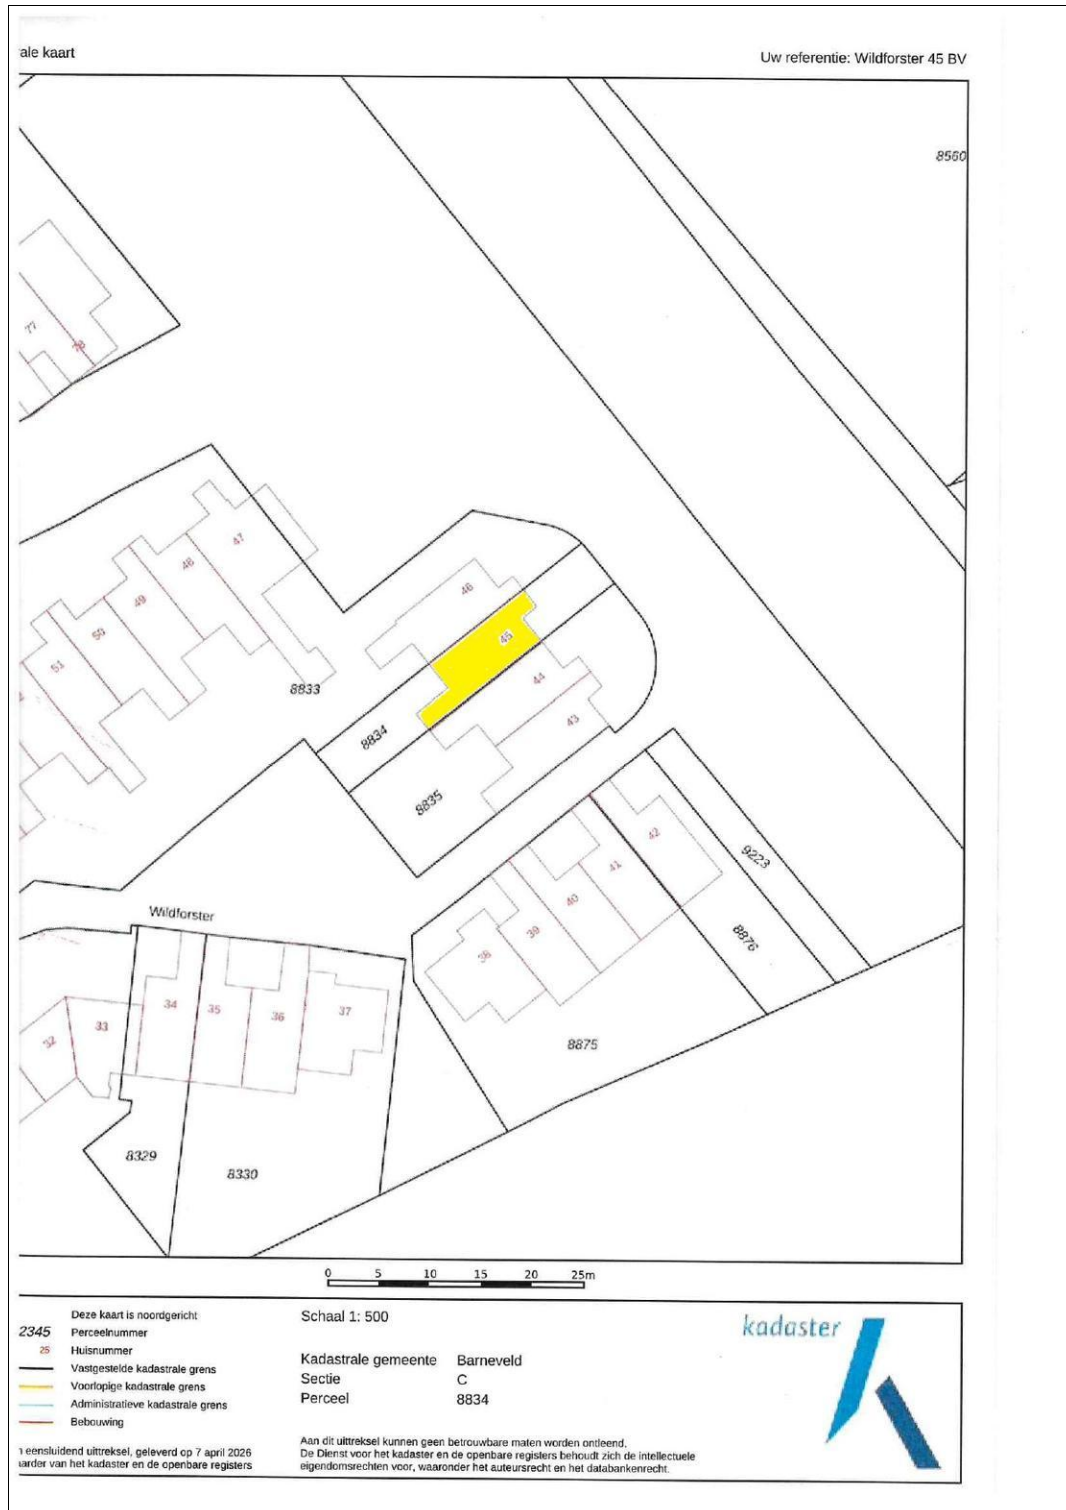 ale kaart
Uw referentie: Wildforster 45 BV
8560
77
78
47
48
49
50
51
46
45
44
43
8833
8834
8835
42
41
40
39
38
9223
8876
8875
Wildforster
34
35
36
37
33
32
8329
8330
0 5 10 15 20 25m
Deze kaart is noordgericht
2345 Perceelnummer
25 Huisnummer
Vastgestelde kadastrale grens
Voorlopige kadastrale grens
Administratieve kadastrale grens
Bebouwing
eensluidend uittreksel, geleverd op 7 april 2026
aarder van het kadaster en de openbare registers
Schaal 1: 500
Kadastrale gemeente Barneveld
Sectie C
Perceel 8834
Aan dit uittreksel kunnen geen betrouwbare maten worden ontleend.
De Dienst voor het kadaster en de openbare registers behoudt zich de intellectuele
eigendomsrechten voor, waaronder het auteursrecht en het databankenrecht.
kadaster